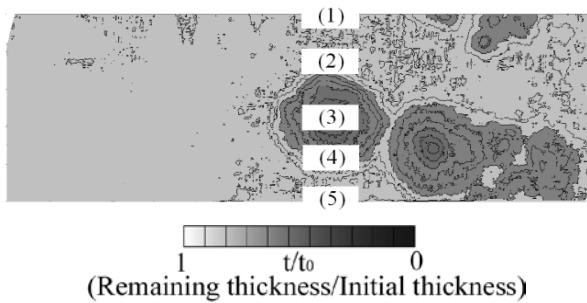 (1)
(2)
(3)
(4)
(5)
1 t/t₀ 0
(Remaining thickness/Initial thickness)